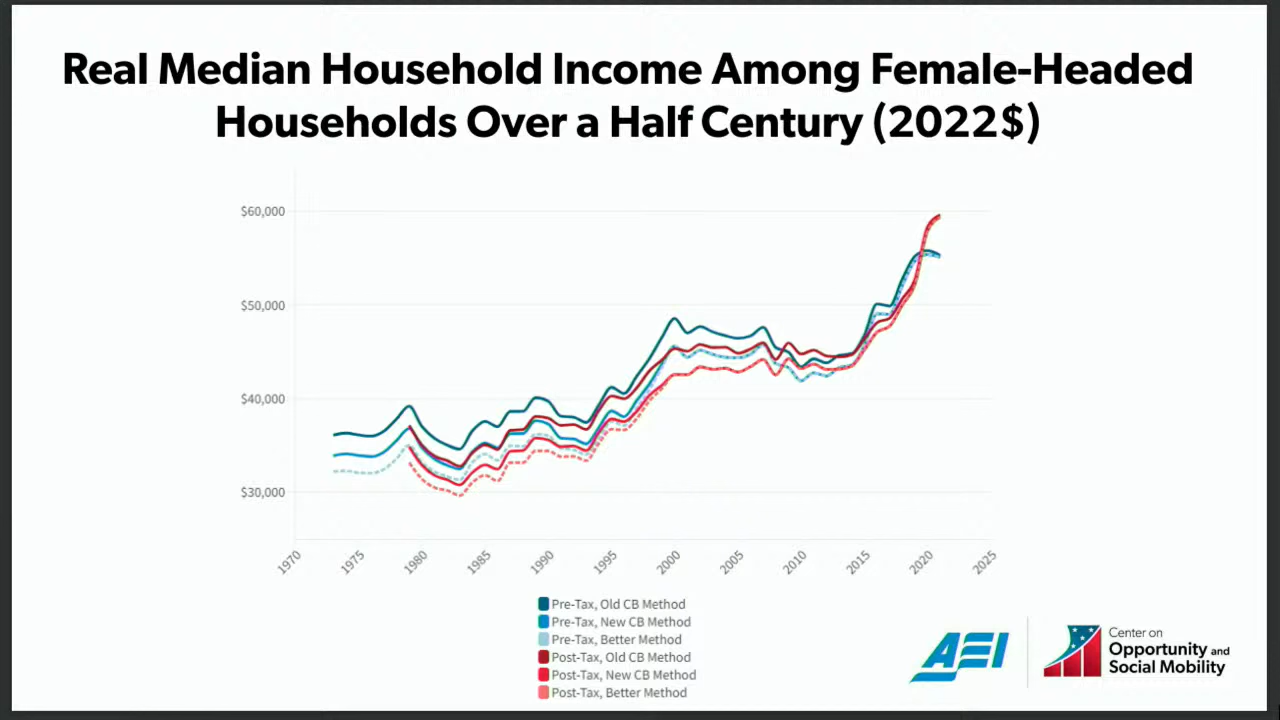 Real Median Household Income Among Female-Headed
Households Over a Half Century (2022$)
$60,000
$50,000
$40,000
$30,000
1970
1975
1980
1985
1990
1995
2000
2005
2010
2015
2020
2025
Pre-Tax, Old CB Method
Pre-Tax, New CB Method
Pre-Tax, Better Method
Post-Tax, Old CB Method
Post-Tax, New CB Method
Post-Tax, Better Method
AEI
Center on
Opportunity and
Social Mobility